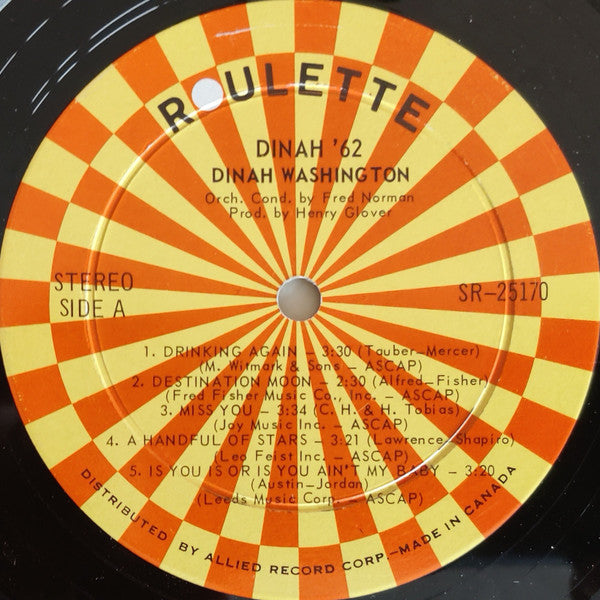 ROULETTE
DINAH '62
DINAH WASHINGTON
Orch. Cond. by Fred Norman
Prod. by Henry Glover
STEREO
SIDE A
SR-25170
1. DRINKING AGAIN – 3:30 (Tauber-Mercer)
(M. Witmark & Sons – ASCAP)
2. DESTINATION MOON – 2:30 (Alfred-Fisher)
(Fred Fisher Music Co., Inc. – ASCAP)
3. MISS YOU – 3:34 (C. H. & H. Tobias)
(Joy Music Inc. – ASCAP)
4. A HANDFUL OF STARS – 3:21 (Lawrence-Shapiro)
(Leo Feist Inc. – ASCAP)
5. IS YOU IS OR IS YOU AIN'T MY BABY – 3:20
(Austin-Jordan)
(Leeds Music Corp. – ASCAP)
DISTRIBUTED BY ALLIED RECORD CORP.–MADE IN CANADA